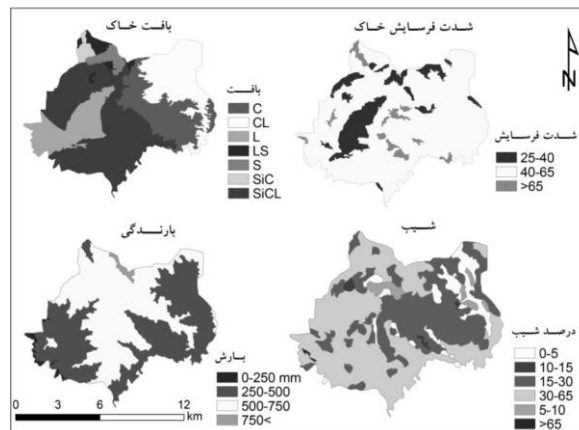 بافت خاک
بافت
C
CL
L
LS
S
SiC
SiCL
شدت فرسایش خاک
N
شدت فرسایش
25-40
40-65
>65
بارندگی
بارش
0-250 mm
250-500
500-750
750<
0 3 6 12
km
شیب
درصد شیب
0-5
10-15
15-30
30-65
5-10
>65